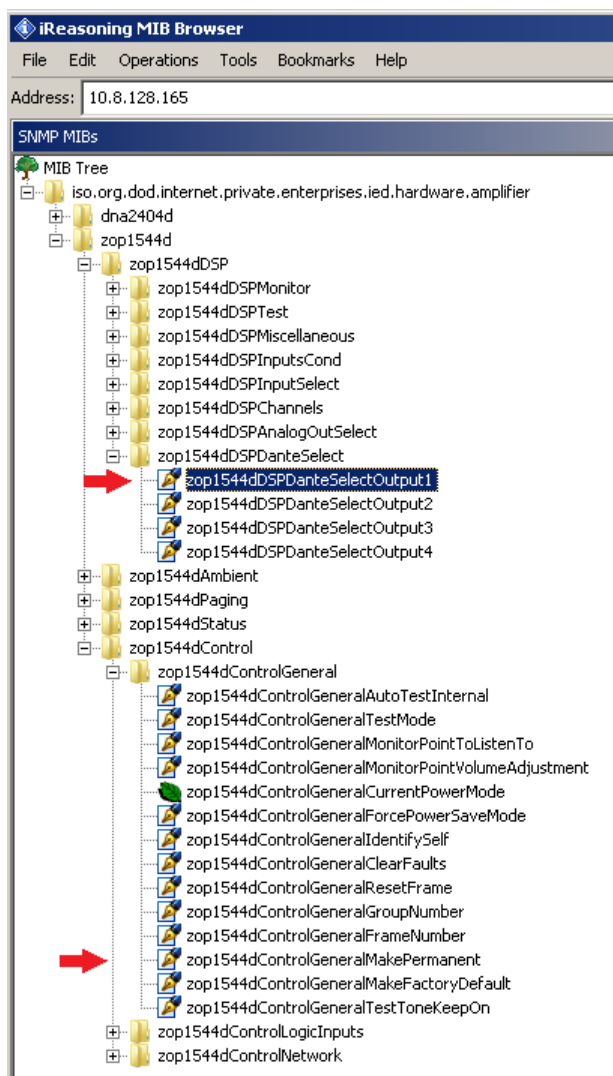 iReasoning MIB Browser
File Edit Operations Tools Bookmarks Help
Address: 10.8.128.165
SNMP MIBs
MIB Tree
iso.org.dod.internet.private.enterprises.ied.hardware.amplifier
dna2404d
zop1544d
zop1544dDSP
zop1544dDSPMonitor
zop1544dDSPTest
zop1544dDSPMiscellaneous
zop1544dDSPInputsCond
zop1544dDSPInputSelect
zop1544dDSPChannels
zop1544dDSPAnalogOutSelect
zop1544dDSPDanteSelect
zop1544dDSPDanteSelectOutput1
zop1544dDSPDanteSelectOutput2
zop1544dDSPDanteSelectOutput3
zop1544dDSPDanteSelectOutput4
zop1544dAmbient
zop1544dPaging
zop1544dStatus
zop1544dControl
zop1544dControlGeneral
zop1544dControlGeneralAutoTestInternal
zop1544dControlGeneralTestMode
zop1544dControlGeneralMonitorPointToListenTo
zop1544dControlGeneralMonitorPointVolumeAdjustment
zop1544dControlGeneralCurrentPowerMode
zop1544dControlGeneralForcePowerSaveMode
zop1544dControlGeneralIdentifySelf
zop1544dControlGeneralClearFaults
zop1544dControlGeneralResetFrame
zop1544dControlGeneralGroupNumber
zop1544dControlGeneralFrameNumber
zop1544dControlGeneralMakePermanent
zop1544dControlGeneralMakeFactoryDefault
zop1544dControlGeneralTestToneKeepOn
zop1544dControlLogicInputs
zop1544dControlNetwork